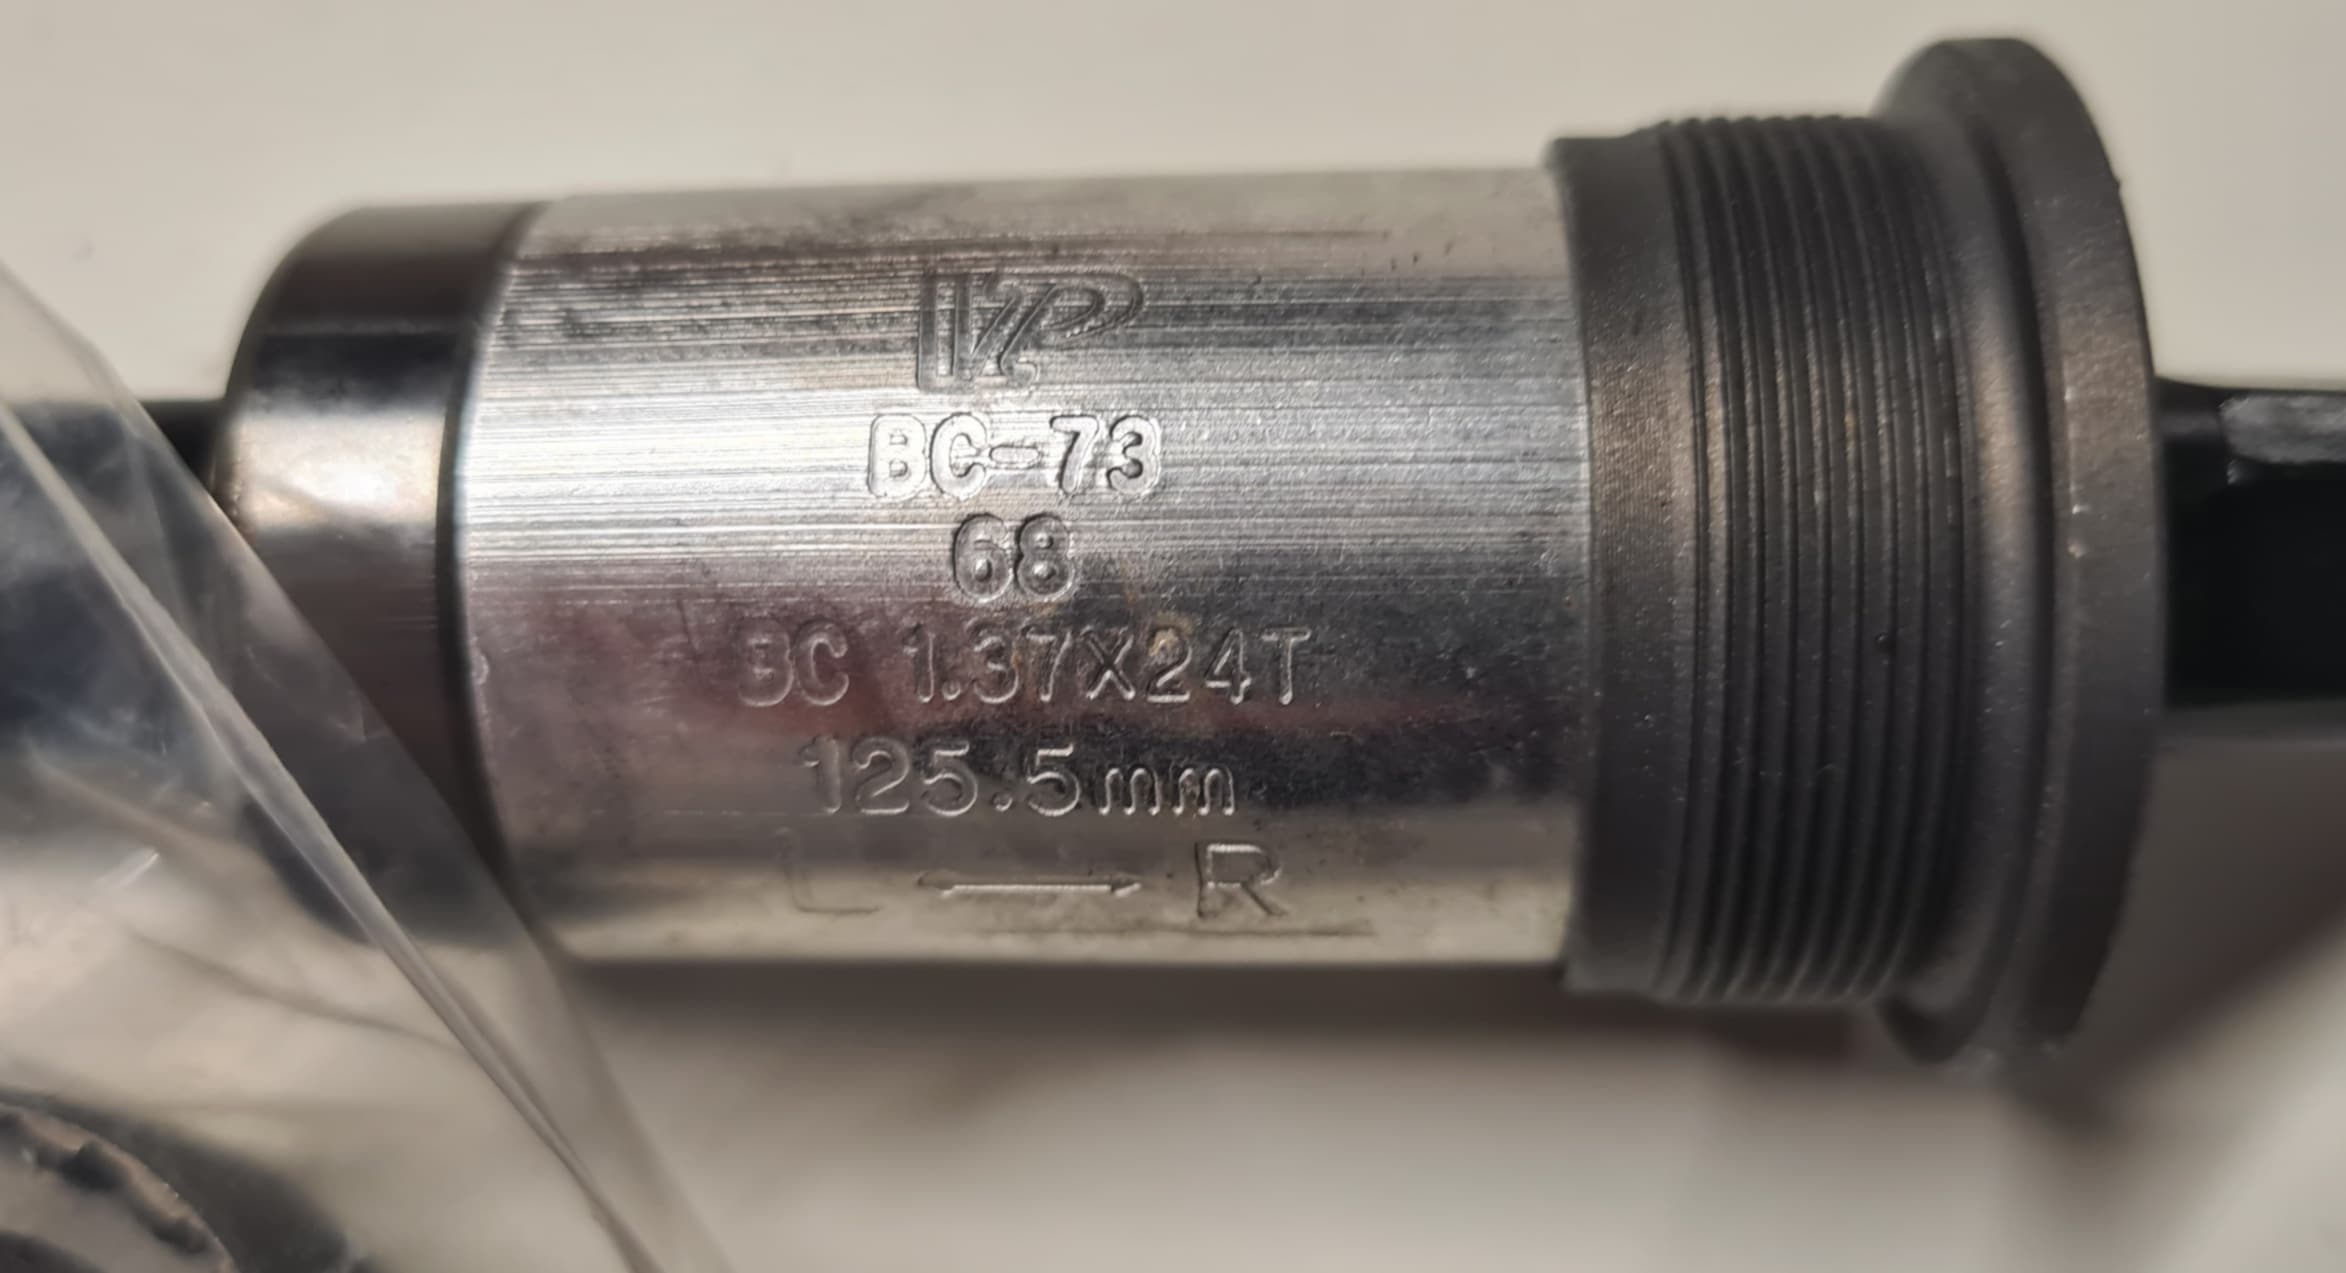 VP
BC-73
68
BC 1.37X24T
125.5mm
L ⟷ R